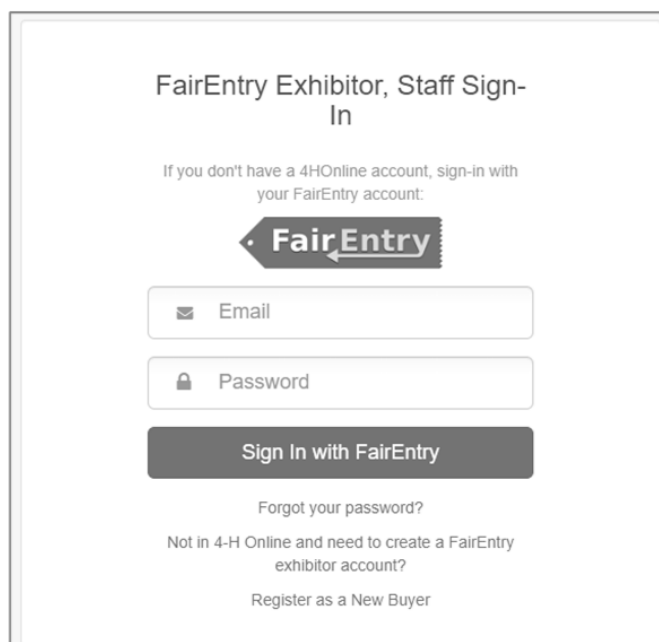 FairEntry Exhibitor, Staff Sign-
In
If you don't have a 4HOnline account, sign-in with
your FairEntry account:
FairEntry
Email
Password
Sign In with FairEntry
Forgot your password?
Not in 4-H Online and need to create a FairEntry
exhibitor account?
Register as a New Buyer